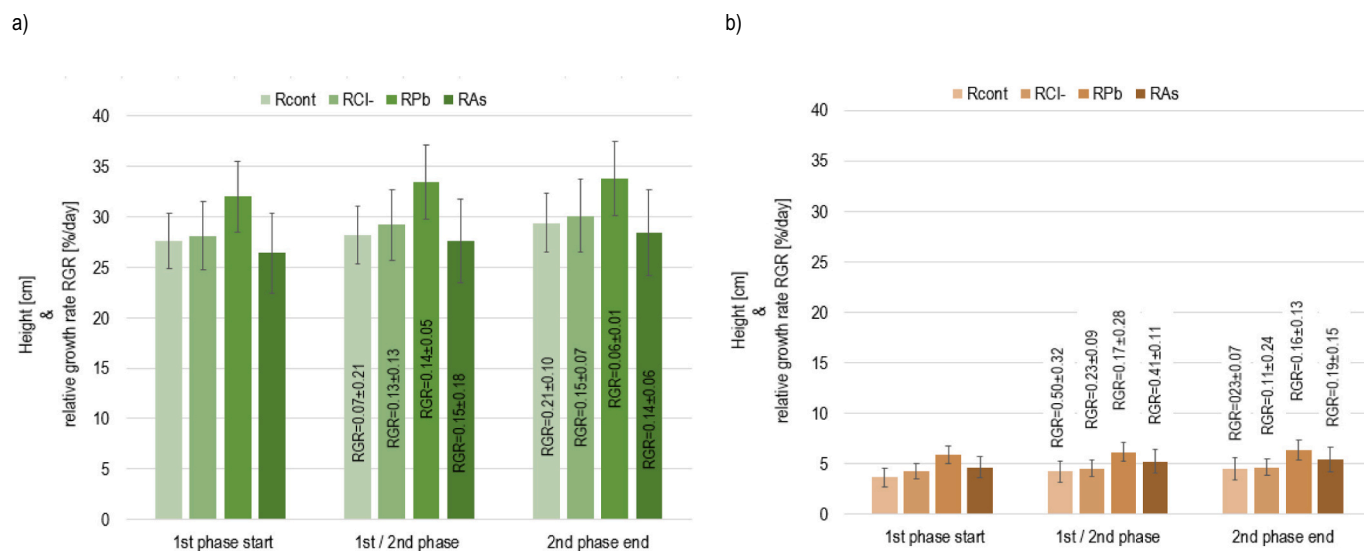 a)
Rcont RCl- RPb RAs
Height [cm]
&
relative growth rate RGR [%/day]
40
35
30
25
20
15
10
5
0
RGR=0.07±0.21
RGR=0.13±0.13
RGR=0.14±0.05
RGR=0.15±0.18
RGR=0.21±0.10
RGR=0.15±0.07
RGR=0.06±0.01
RGR=0.14±0.06
1st phase start
1st / 2nd phase
2nd phase end
b)
Rcont RCl- RPb RAs
Height [cm]
&
relative growth rate RGR [%/day]
40
35
30
25
20
15
10
5
0
RGR=0.50±0.32
RGR=0.23±0.09
RGR=0.17±0.28
RGR=0.41±0.11
RGR=023±0.07
RGR=0.11±0.24
RGR=0.16±0.13
RGR=0.19±0.15
1st phase start
1st / 2nd phase
2nd phase end